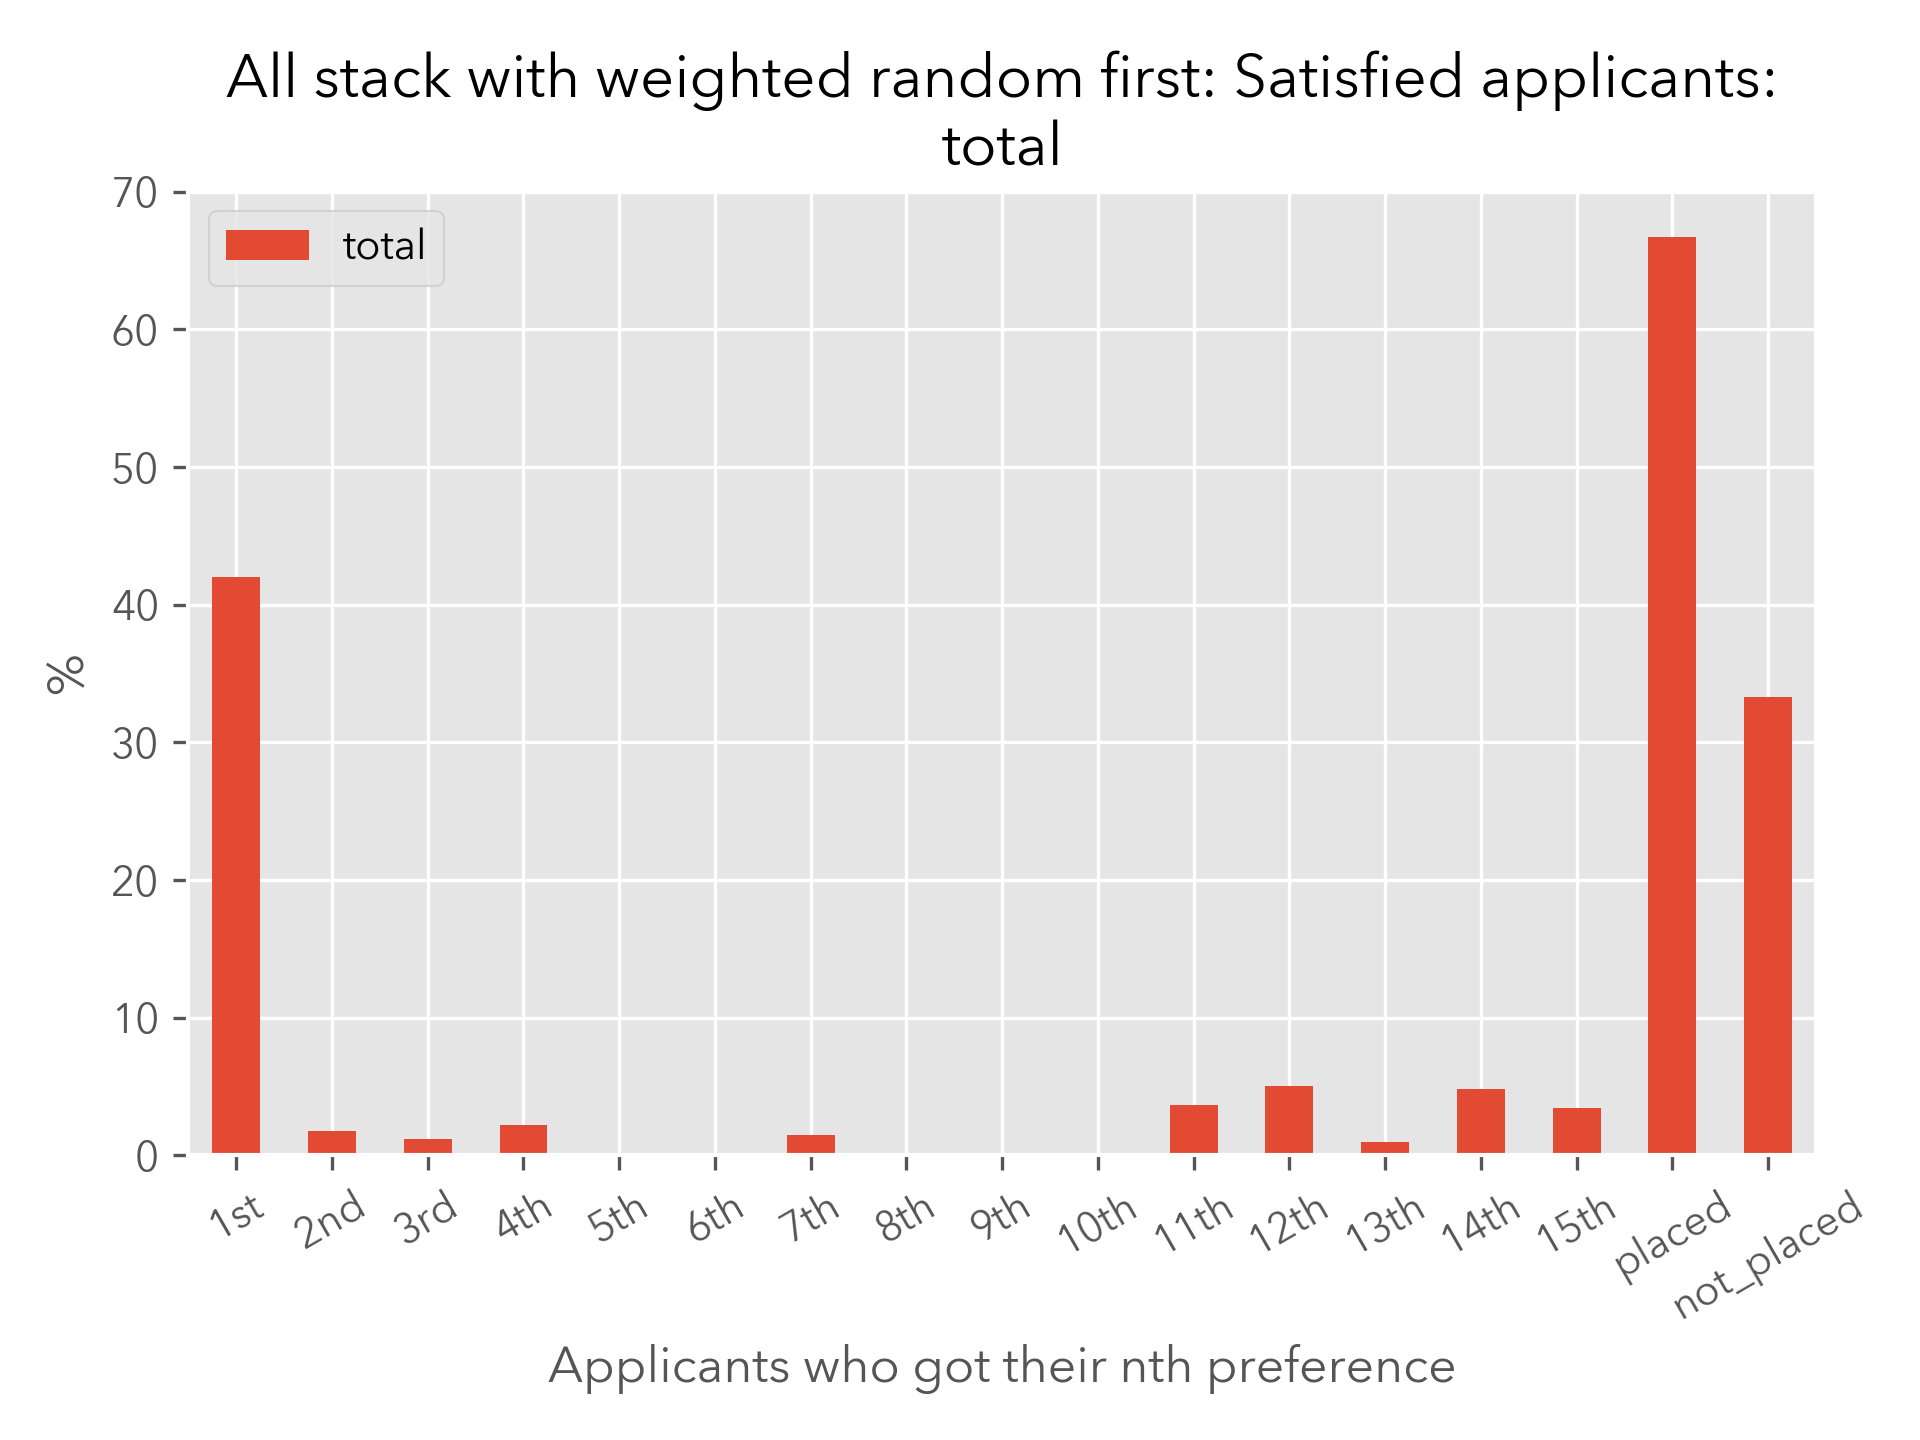 All stack with weighted random first: Satisfied applicants:
total
total
70
60
50
40
30
20
10
0
%
1st
2nd
3rd
4th
5th
6th
7th
8th
9th
10th
11th
12th
13th
14th
15th
placed
not_placed
Applicants who got their nth preference